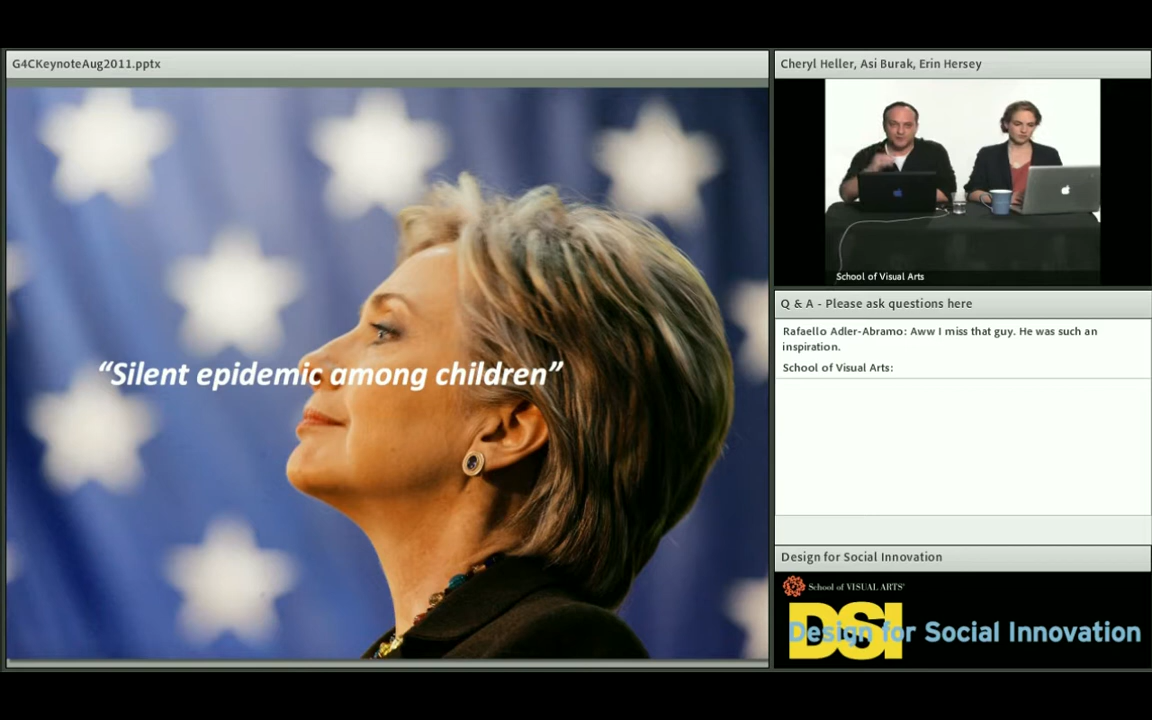 G4CKeynoteAug2011.pptx
“Silent epidemic among children”
Cheryl Heller, Asi Burak, Erin Hersey
School of Visual Arts
Q & A - Please ask questions here
Rafaello Adler-Abramo: Aww I miss that guy. He was such an
inspiration.
School of Visual Arts:
Design for Social Innovation
School of VISUAL ARTS
DSI
Design for Social Innovation